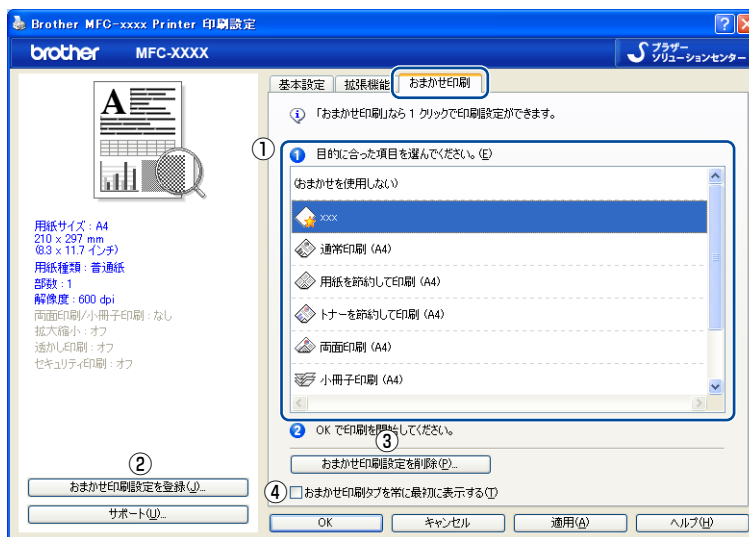 Brother MFC-xxxx Printer 印刷設定
brother MFC-XXXX
ブラザー
ソリューションセンター
基本設定 拡張機能 おまかせ印刷
「おまかせ印刷」なら 1 クリックで印刷設定ができます。
①
1 目的に合った項目を選んでください。(E)
(おまかせを使用しない)
xxx
通常印刷 (A4)
用紙を節約して印刷 (A4)
トナーを節約して印刷 (A4)
両面印刷 (A4)
小冊子印刷 (A4)
A
用紙サイズ : A4
210 x 297 mm
(8.3 x 11.7 インチ)
用紙種類 : 普通紙
部数 : 1
解像度 : 600 dpi
両面印刷/小冊子印刷 : なし
拡大縮小 : オフ
透かし印刷 : オフ
セキュリティ印刷 : オフ
2 OK で印刷を開始してください。
③
おまかせ印刷設定を削除(P)...
②
おまかせ印刷設定を登録(J)...
④ おまかせ印刷タブを常に最初に表示する(T)
サポート(U)...
OK キャンセル 適用(A) ヘルプ(H)